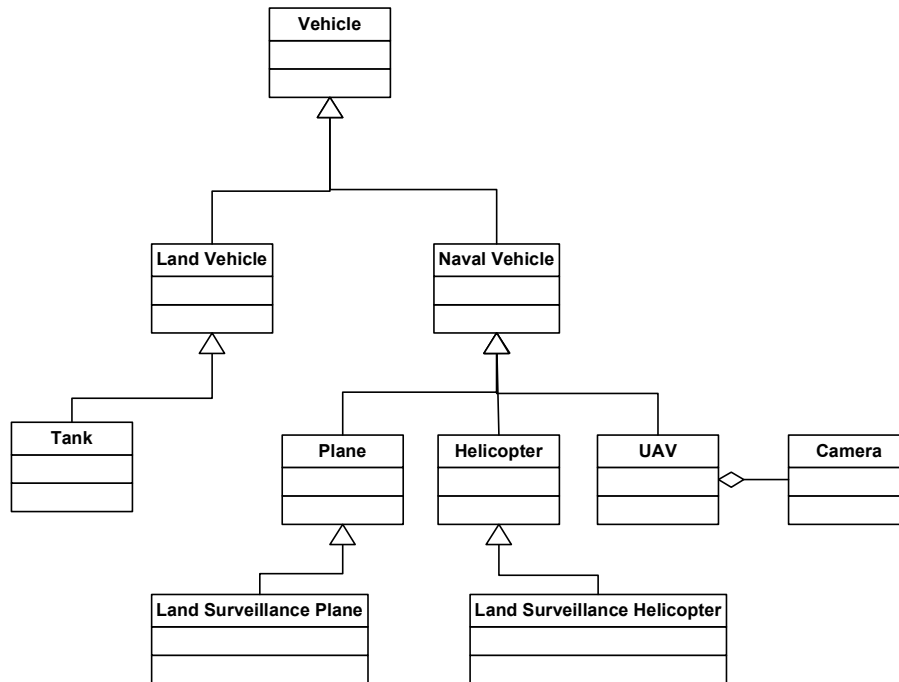 Vehicle
Land Vehicle
Naval Vehicle
Tank
Plane
Helicopter
UAV
Camera
Land Surveillance Plane
Land Surveillance Helicopter